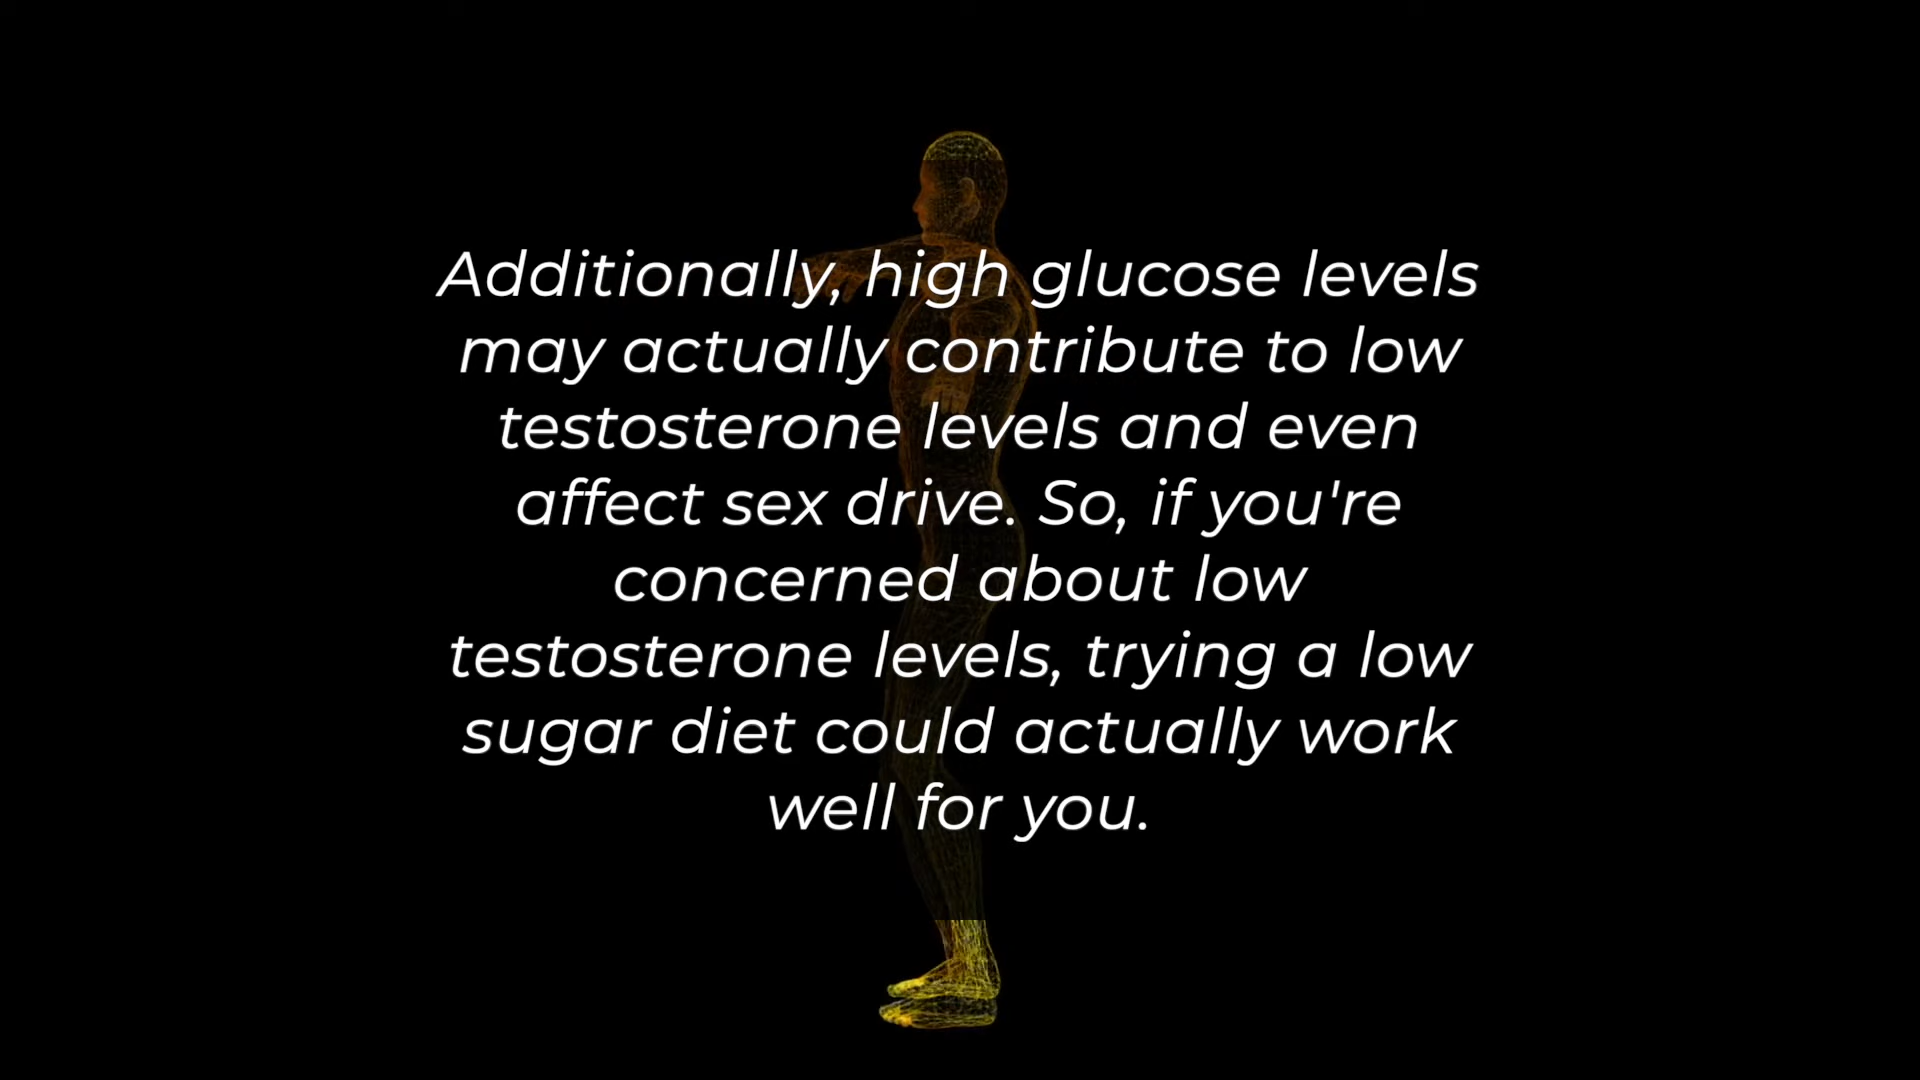 Additionally, high glucose levels
may actually contribute to low
testosterone levels and even
affect sex drive. So, if you're
concerned about low
testosterone levels, trying a low
sugar diet could actually work
well for you.